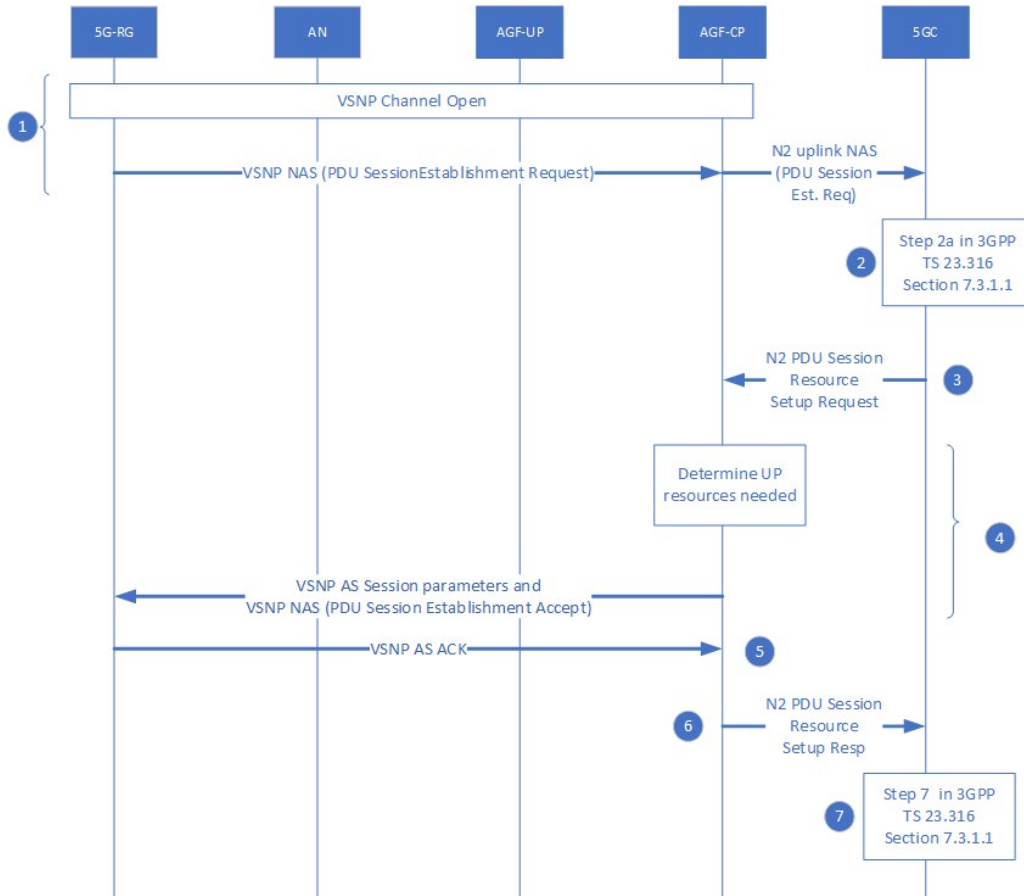 5G-RG
AN
AGF-UP
AGF-CP
5GC
VSNP Channel Open
1
VSNP NAS (PDU SessionEstablishment Request)
N2 uplink NAS
(PDU Session
Est. Req)
2
Step 2a in 3GPP
TS 23.316
Section 7.3.1.1
N2 PDU Session
Resource
Setup Request
3
Determine UP
resources needed
4
VSNP AS Session parameters and
VSNP NAS (PDU Session Establishment Accept)
VSNP AS ACK
5
6
N2 PDU Session
Resource
Setup Resp
7
Step 7 in 3GPP
TS 23.316
Section 7.3.1.1